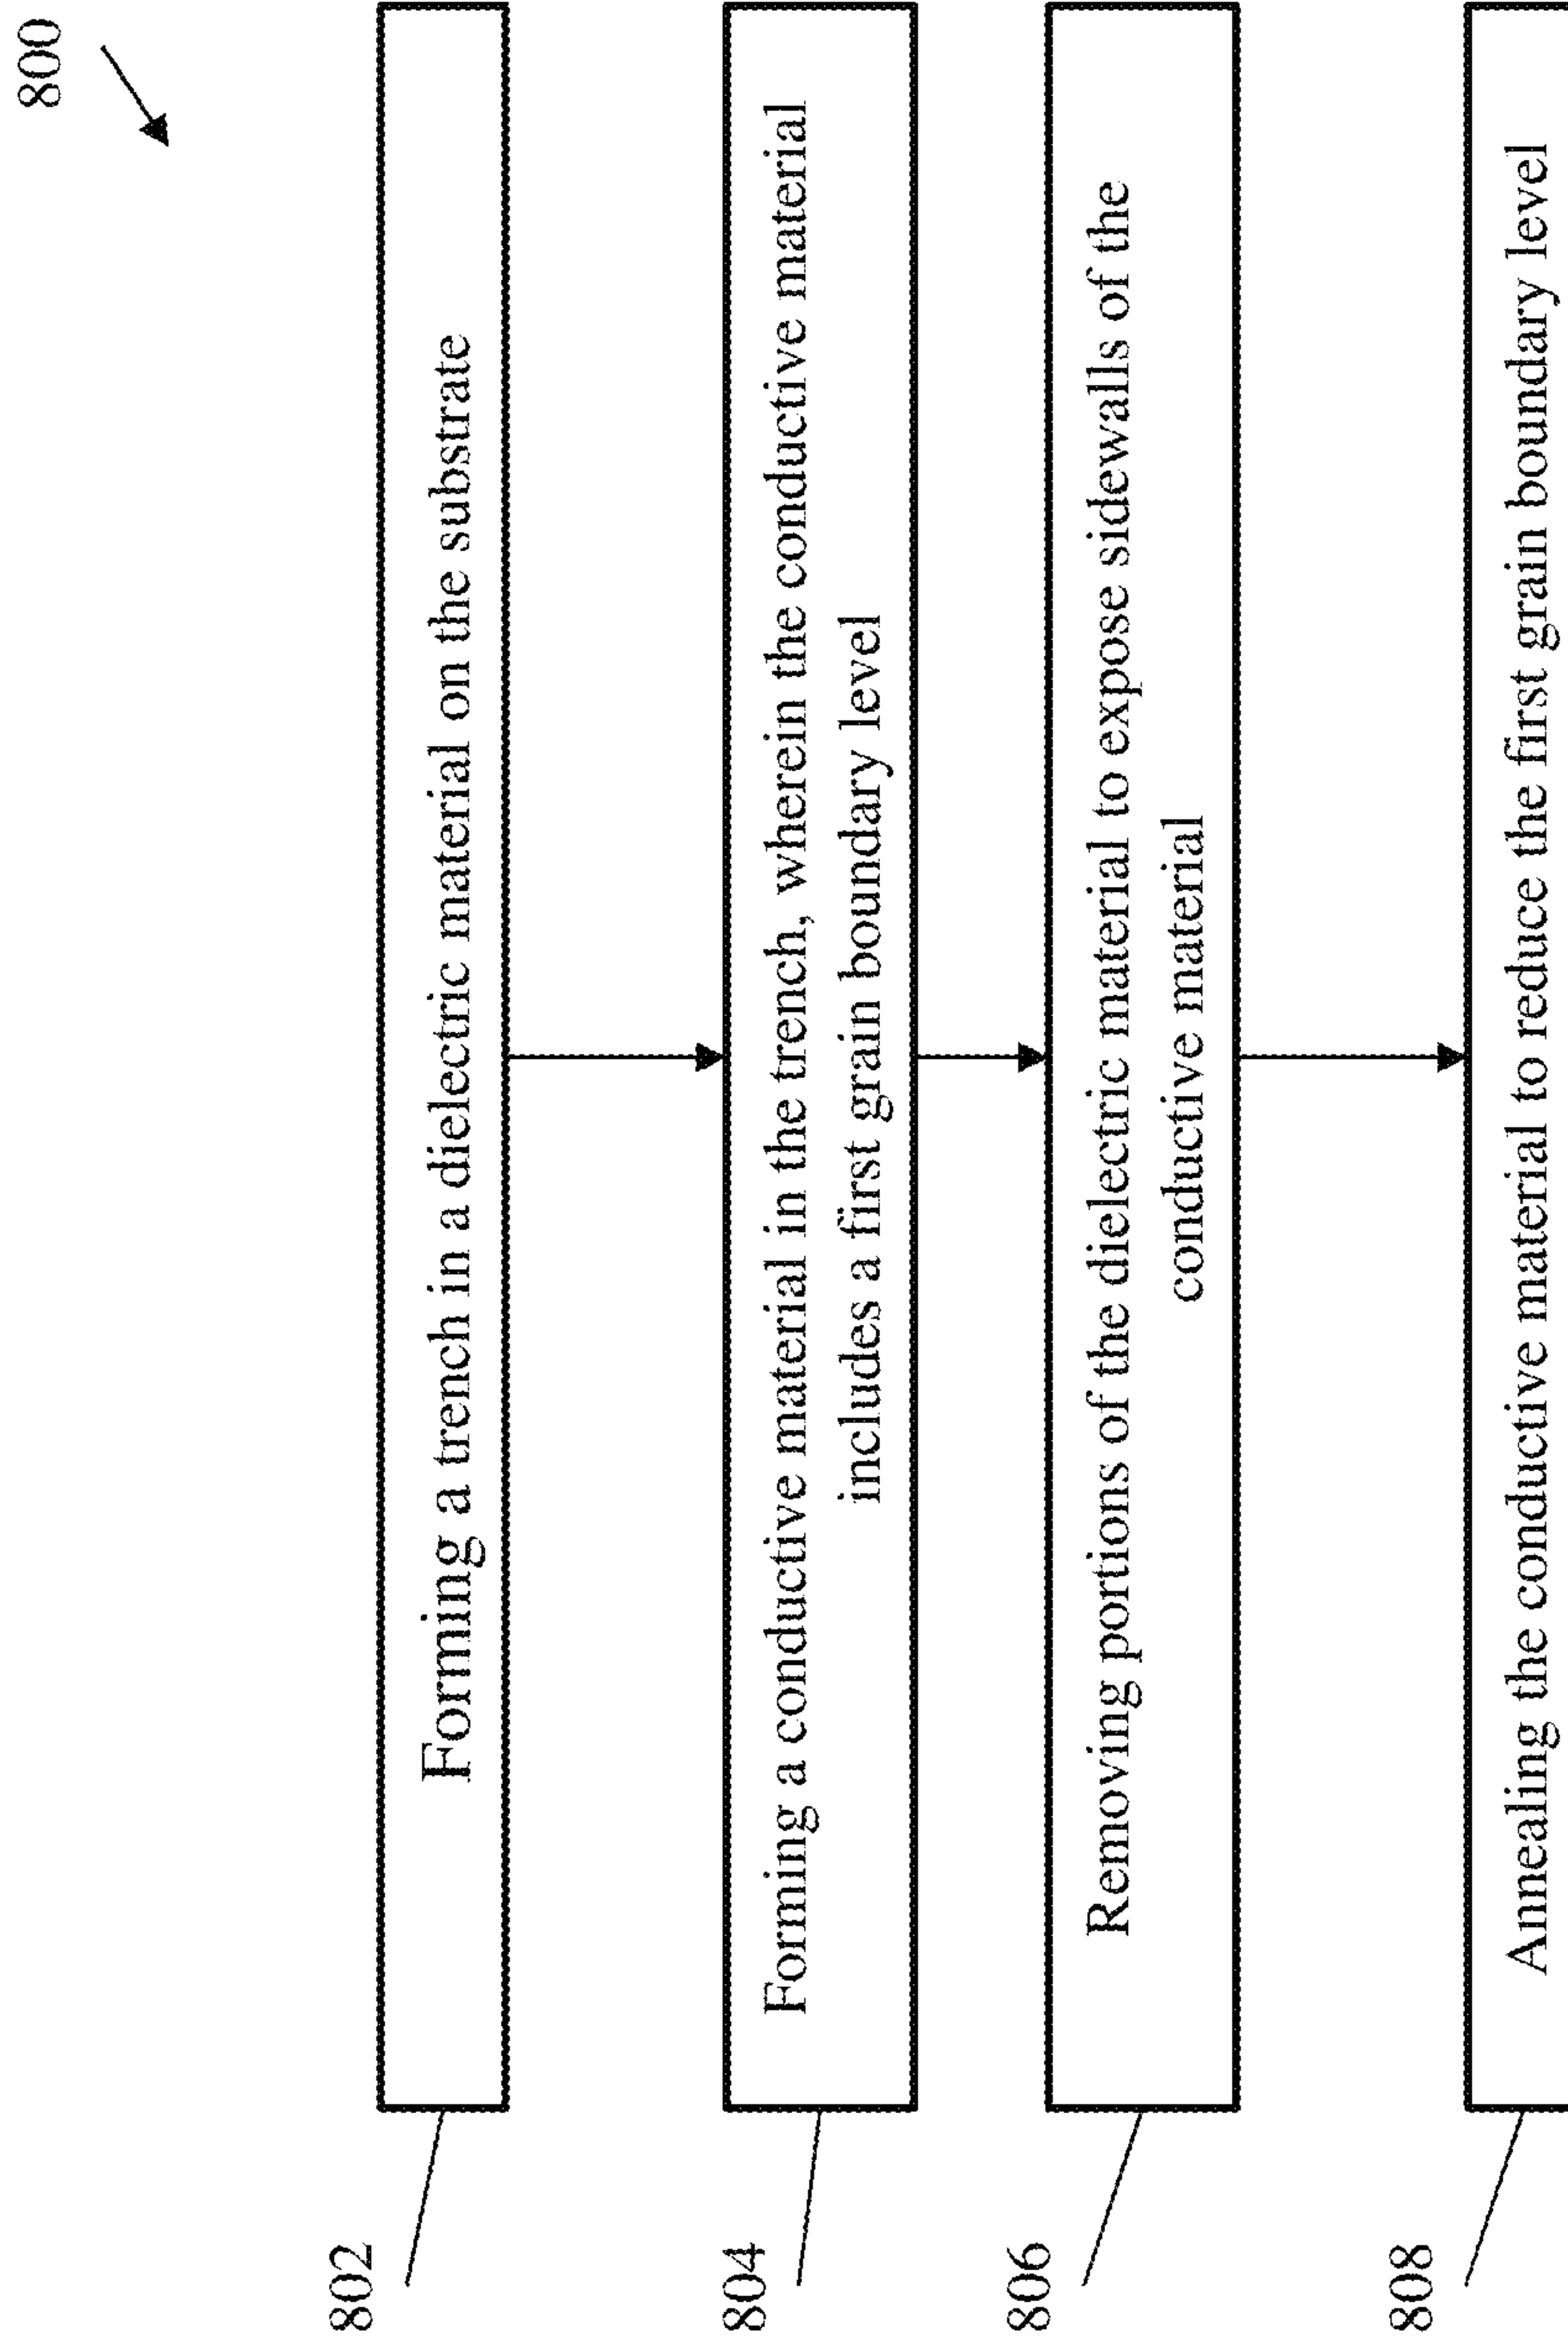 800
802
Forming a trench in a dielectric material on the substrate
804
Forming a conductive material in the trench, wherein the conductive material
includes a first grain boundary level
806
Removing portions of the dielectric material to expose sidewalls of the
conductive material
808
Annealing the conductive material to reduce the first grain boundary level